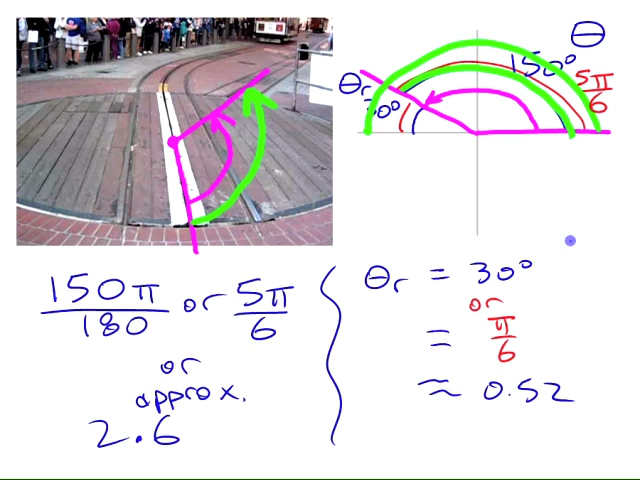 θ
150°
5π/6
θr
30°
150π/180 or 5π/6
or
approx.
2.6
θr = 30°
or
= π/6
≈ 0.52